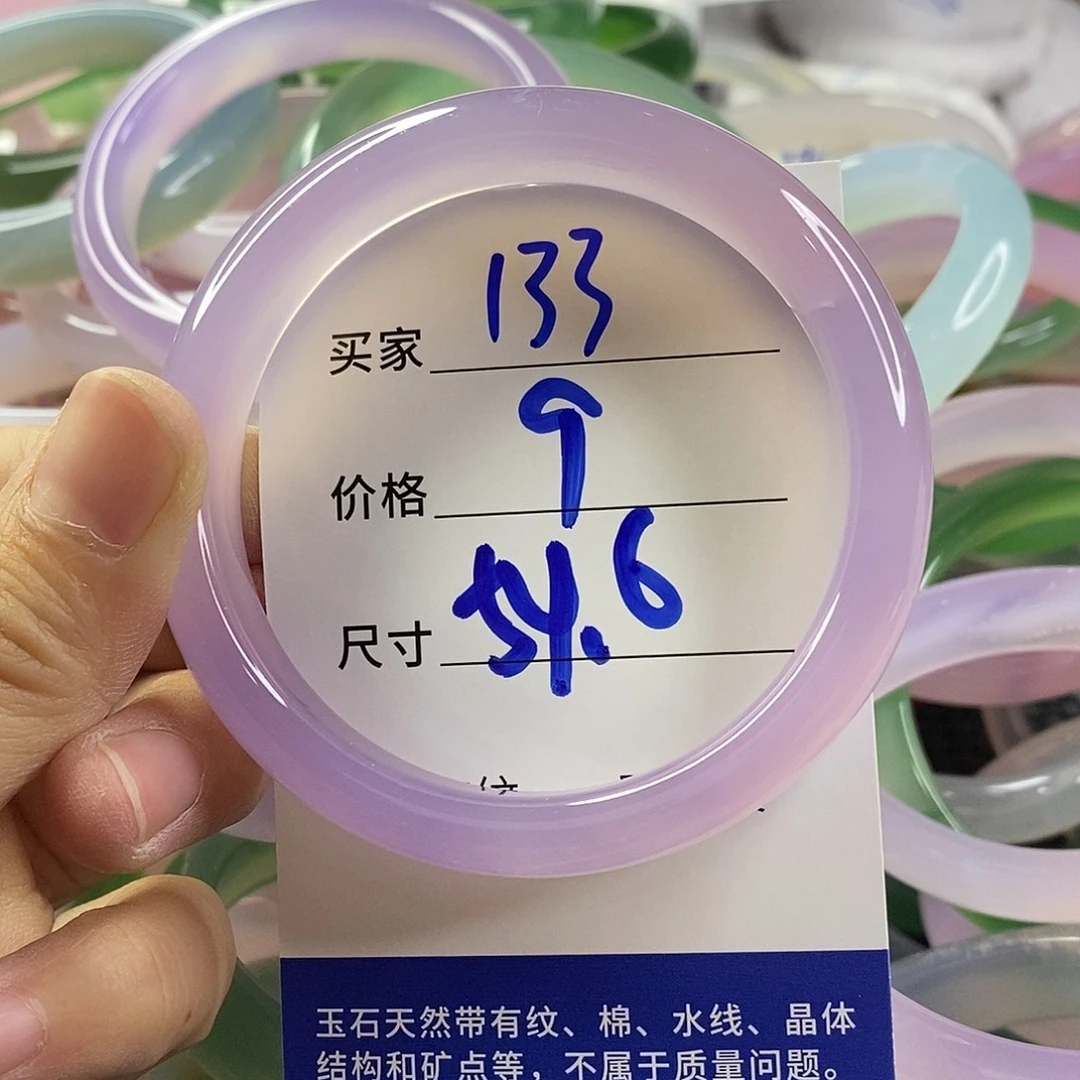 买家 133
价格 9
尺寸 54.6
玉石天然带有纹、棉、水线、晶体
结构和矿点等，不属于质量问题。